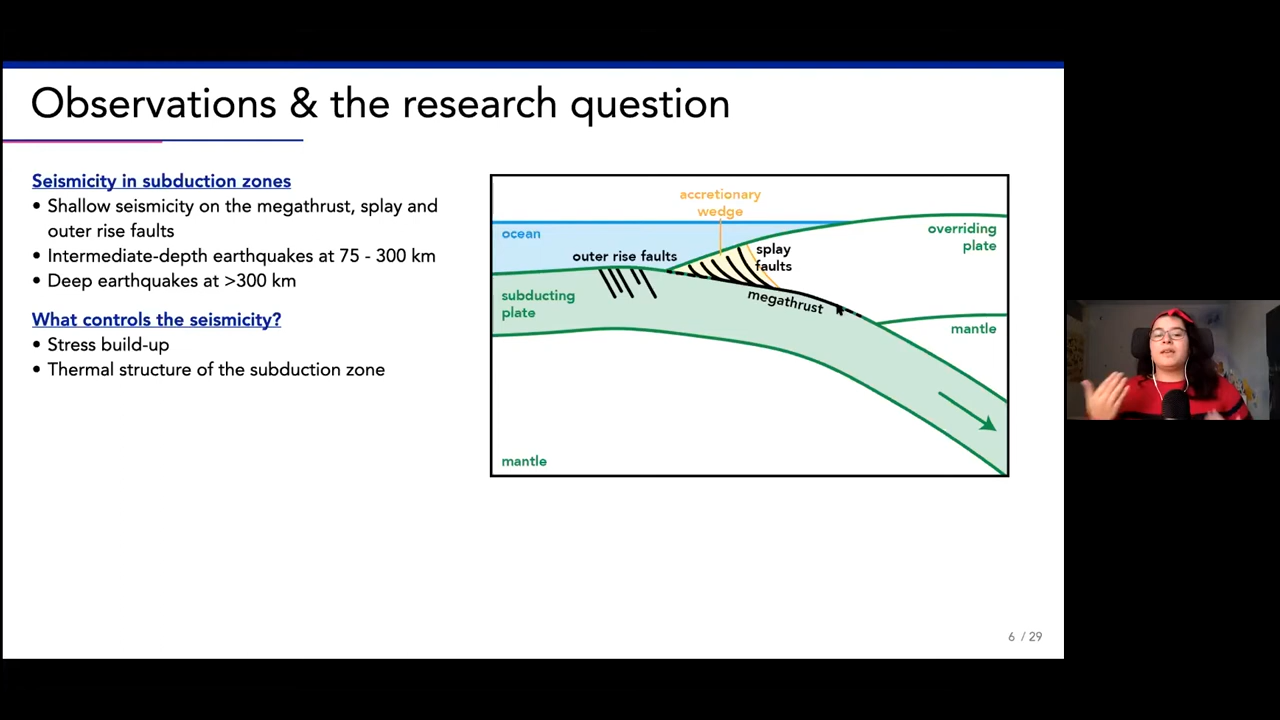 Observations & the research question
Seismicity in subduction zones
• Shallow seismicity on the megathrust, splay and
outer rise faults
• Intermediate-depth earthquakes at 75 - 300 km
• Deep earthquakes at >300 km
What controls the seismicity?
• Stress build-up
• Thermal structure of the subduction zone
accretionary
wedge
ocean
overriding
plate
outer rise faults
splay
faults
subducting
plate
megathrust
mantle
mantle
6 / 29